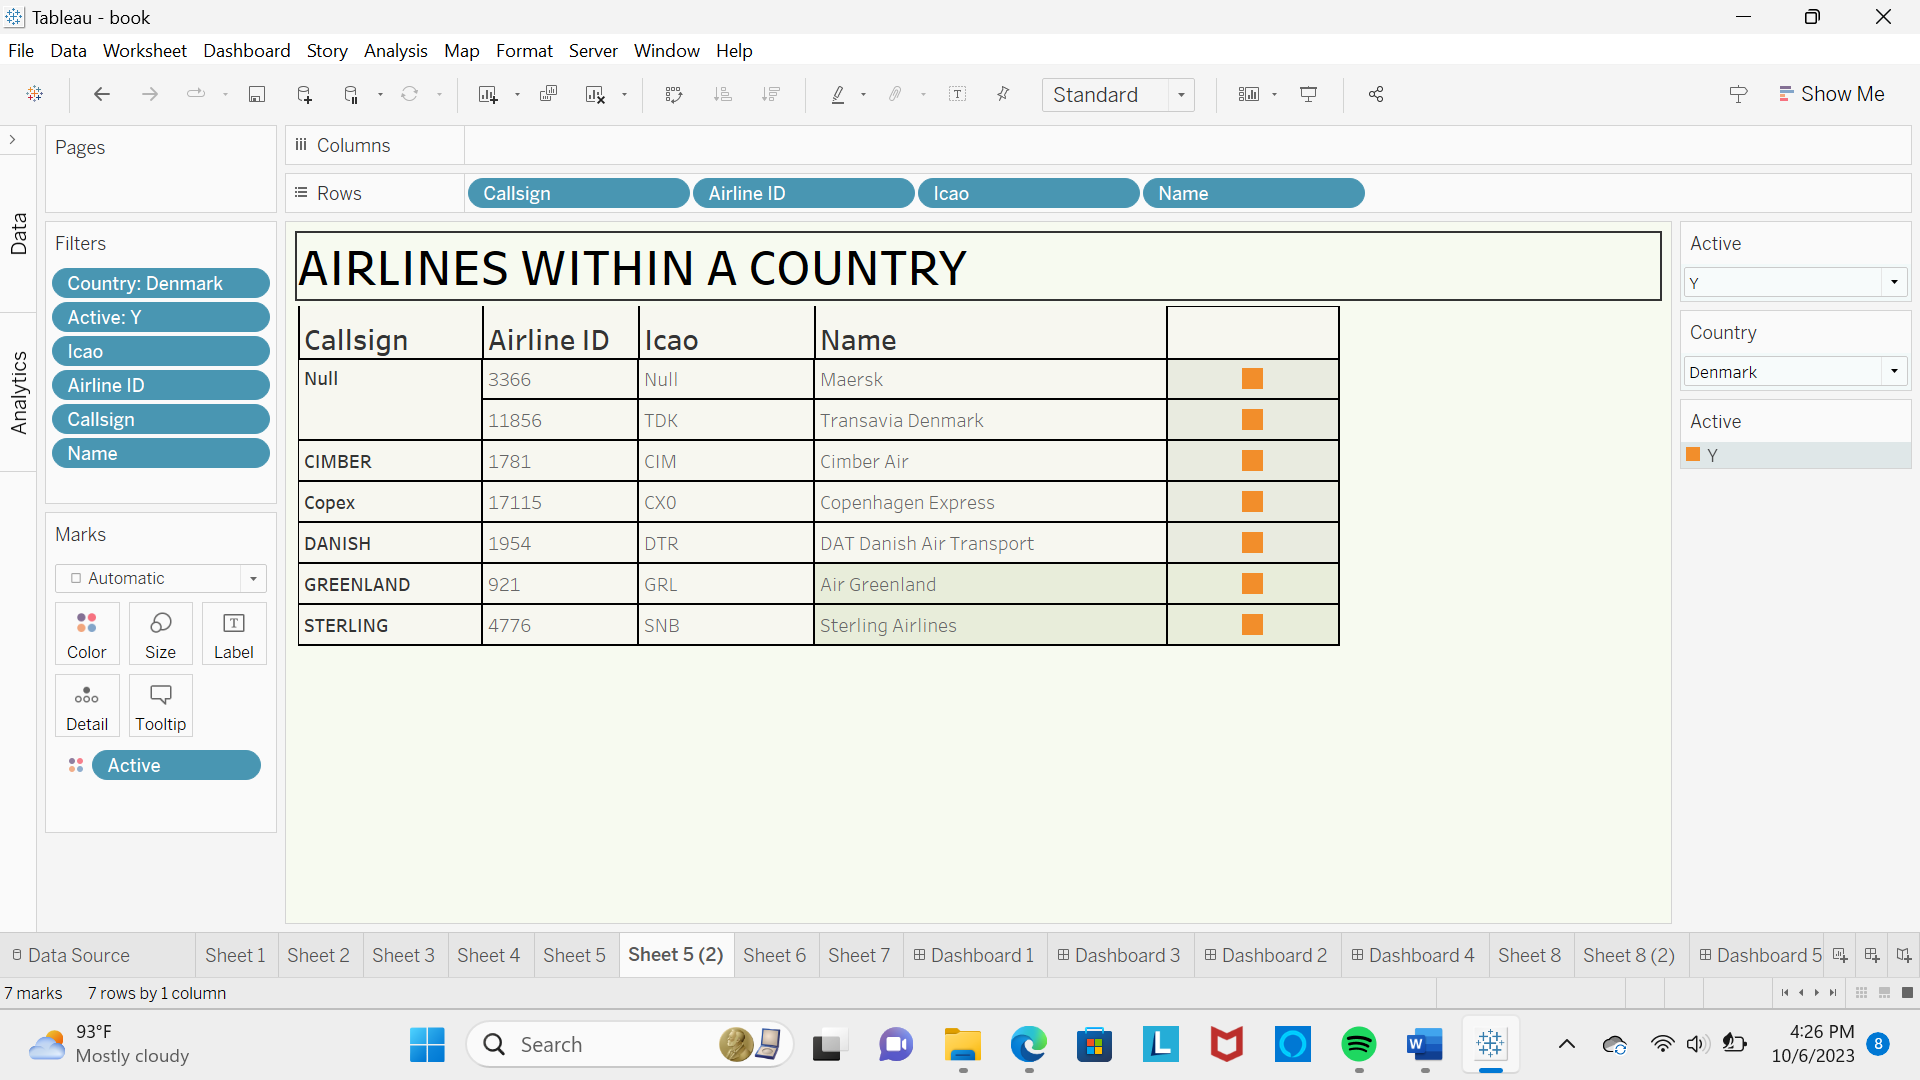 Tableau - book
File Data Worksheet Dashboard Story Analysis Map Format Server Window Help
Standard
Show Me
Pages
Columns
Rows
Callsign Airline ID Icao Name
Data
Analytics
Filters
Country: Denmark
Active: Y
Icao
Airline ID
Callsign
Name
Marks
Automatic
Color Size Label
Detail Tooltip
Active
AIRLINES WITHIN A COUNTRY
Callsign Airline ID Icao Name
Null 3366 Null Maersk
11856 TDK Transavia Denmark
CIMBER 1781 CIM Cimber Air
Copex 17115 CX0 Copenhagen Express
DANISH 1954 DTR DAT Danish Air Transport
GREENLAND 921 GRL Air Greenland
STERLING 4776 SNB Sterling Airlines
Active
Y
Country
Denmark
Active
Y
Data Source Sheet 1 Sheet 2 Sheet 3 Sheet 4 Sheet 5 Sheet 5 (2) Sheet 6 Sheet 7 Dashboard 1 Dashboard 3 Dashboard 2 Dashboard 4 Sheet 8 Sheet 8 (2) Dashboard 5
7 marks 7 rows by 1 column
93°F
Mostly cloudy
Search
4:26 PM
10/6/2023
8